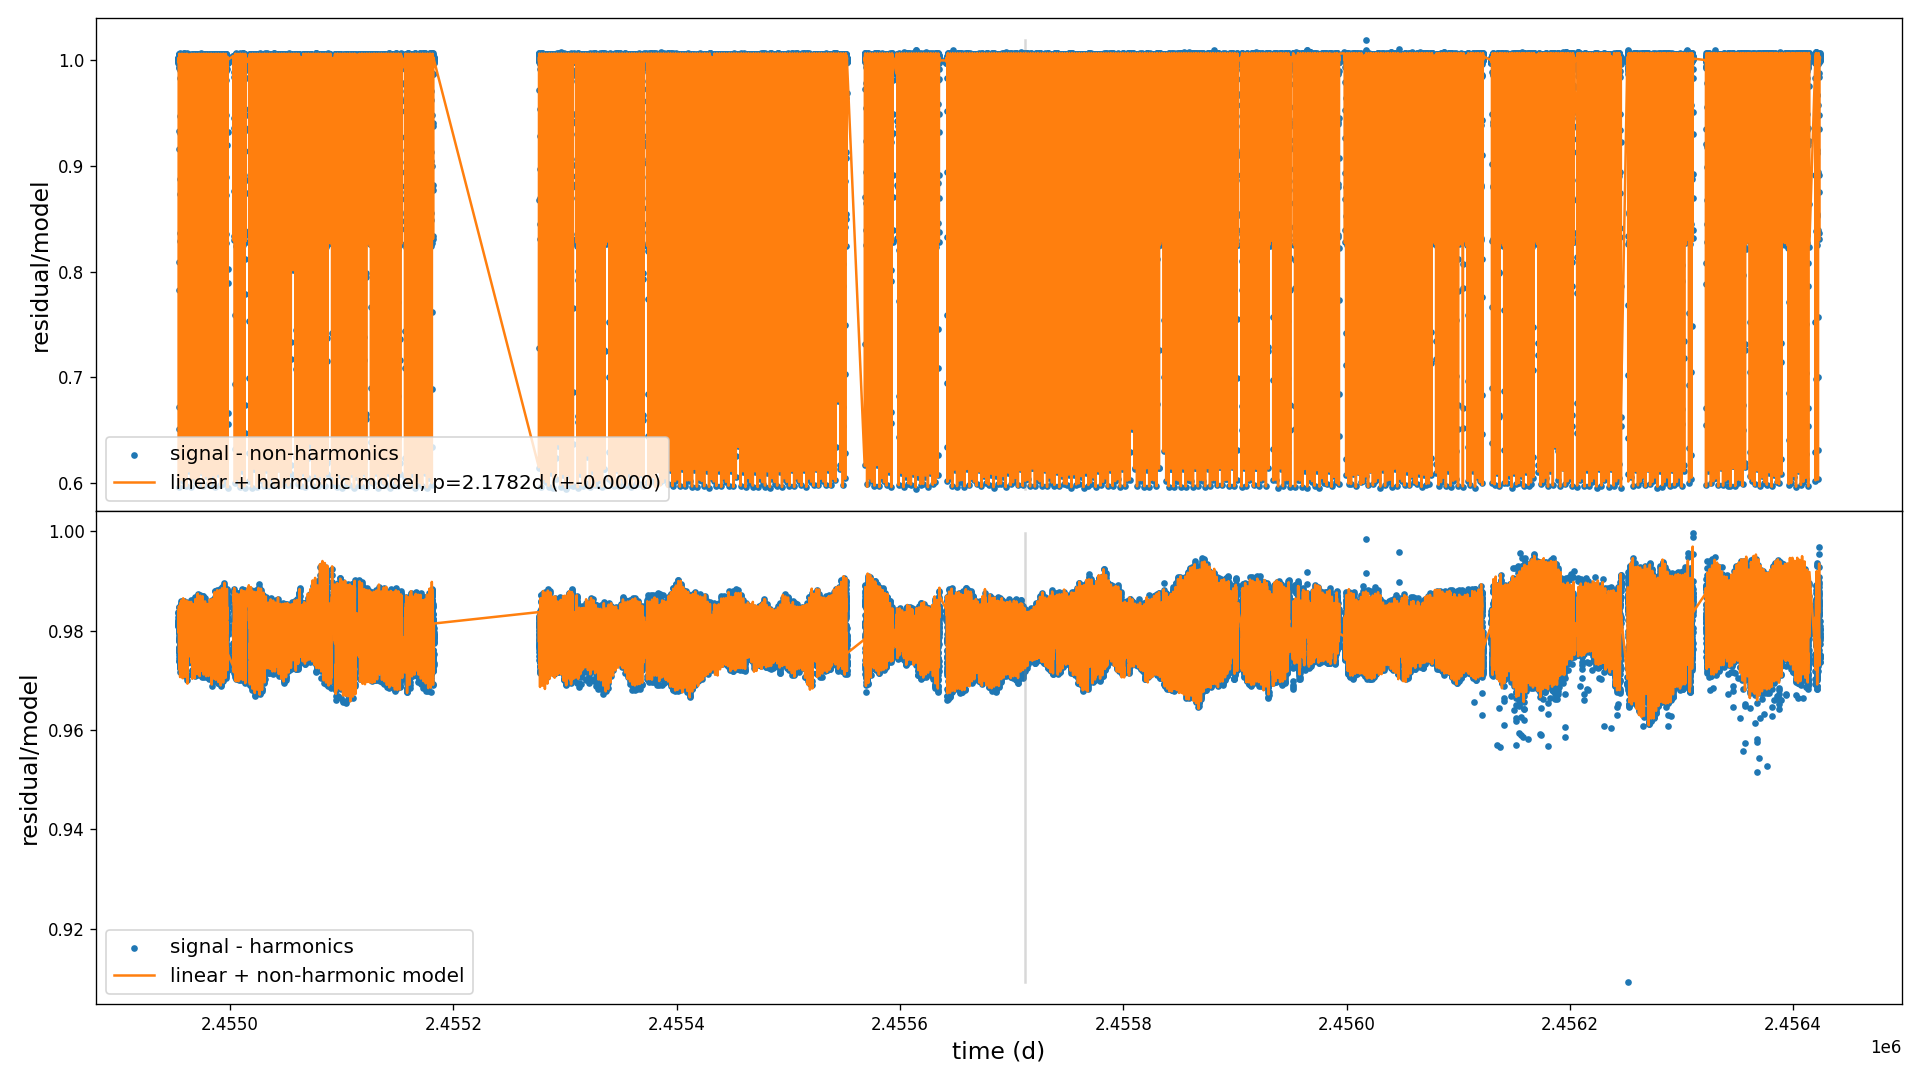 1.0
0.9
0.8
0.7
0.6
residual/model
signal - non-harmonics
linear + harmonic model, p=2.1782d (+-0.0000)
1.00
0.98
0.96
0.94
0.92
residual/model
signal - harmonics
linear + non-harmonic model
2.4550 2.4552 2.4554 2.4556 2.4558 2.4560 2.4562 2.4564
time (d)
1e6